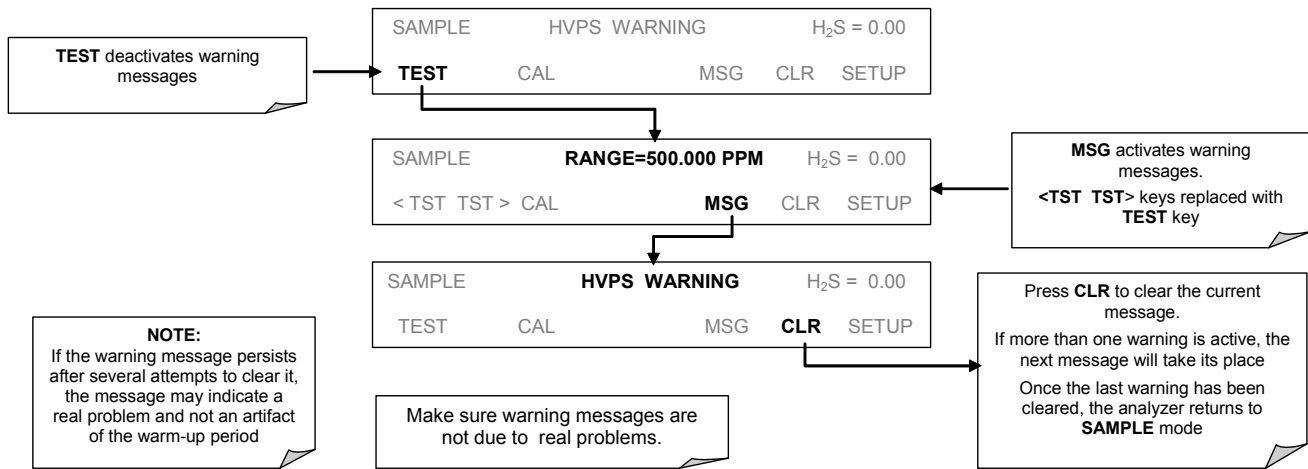 TEST deactivates warning
messages
SAMPLE HVPS WARNING H₂S = 0.00
TEST CAL MSG CLR SETUP
SAMPLE RANGE=500.000 PPM H₂S = 0.00
< TST TST > CAL MSG CLR SETUP
MSG activates warning
messages.
<TST TST> keys replaced with
TEST key
SAMPLE HVPS WARNING H₂S = 0.00
TEST CAL MSG CLR SETUP
Press CLR to clear the current
message.
If more than one warning is active, the
next message will take its place
Once the last warning has been
cleared, the analyzer returns to
SAMPLE mode
NOTE:
If the warning message persists
after several attempts to clear it,
the message may indicate a
real problem and not an artifact
of the warm-up period
Make sure warning messages are
not due to real problems.